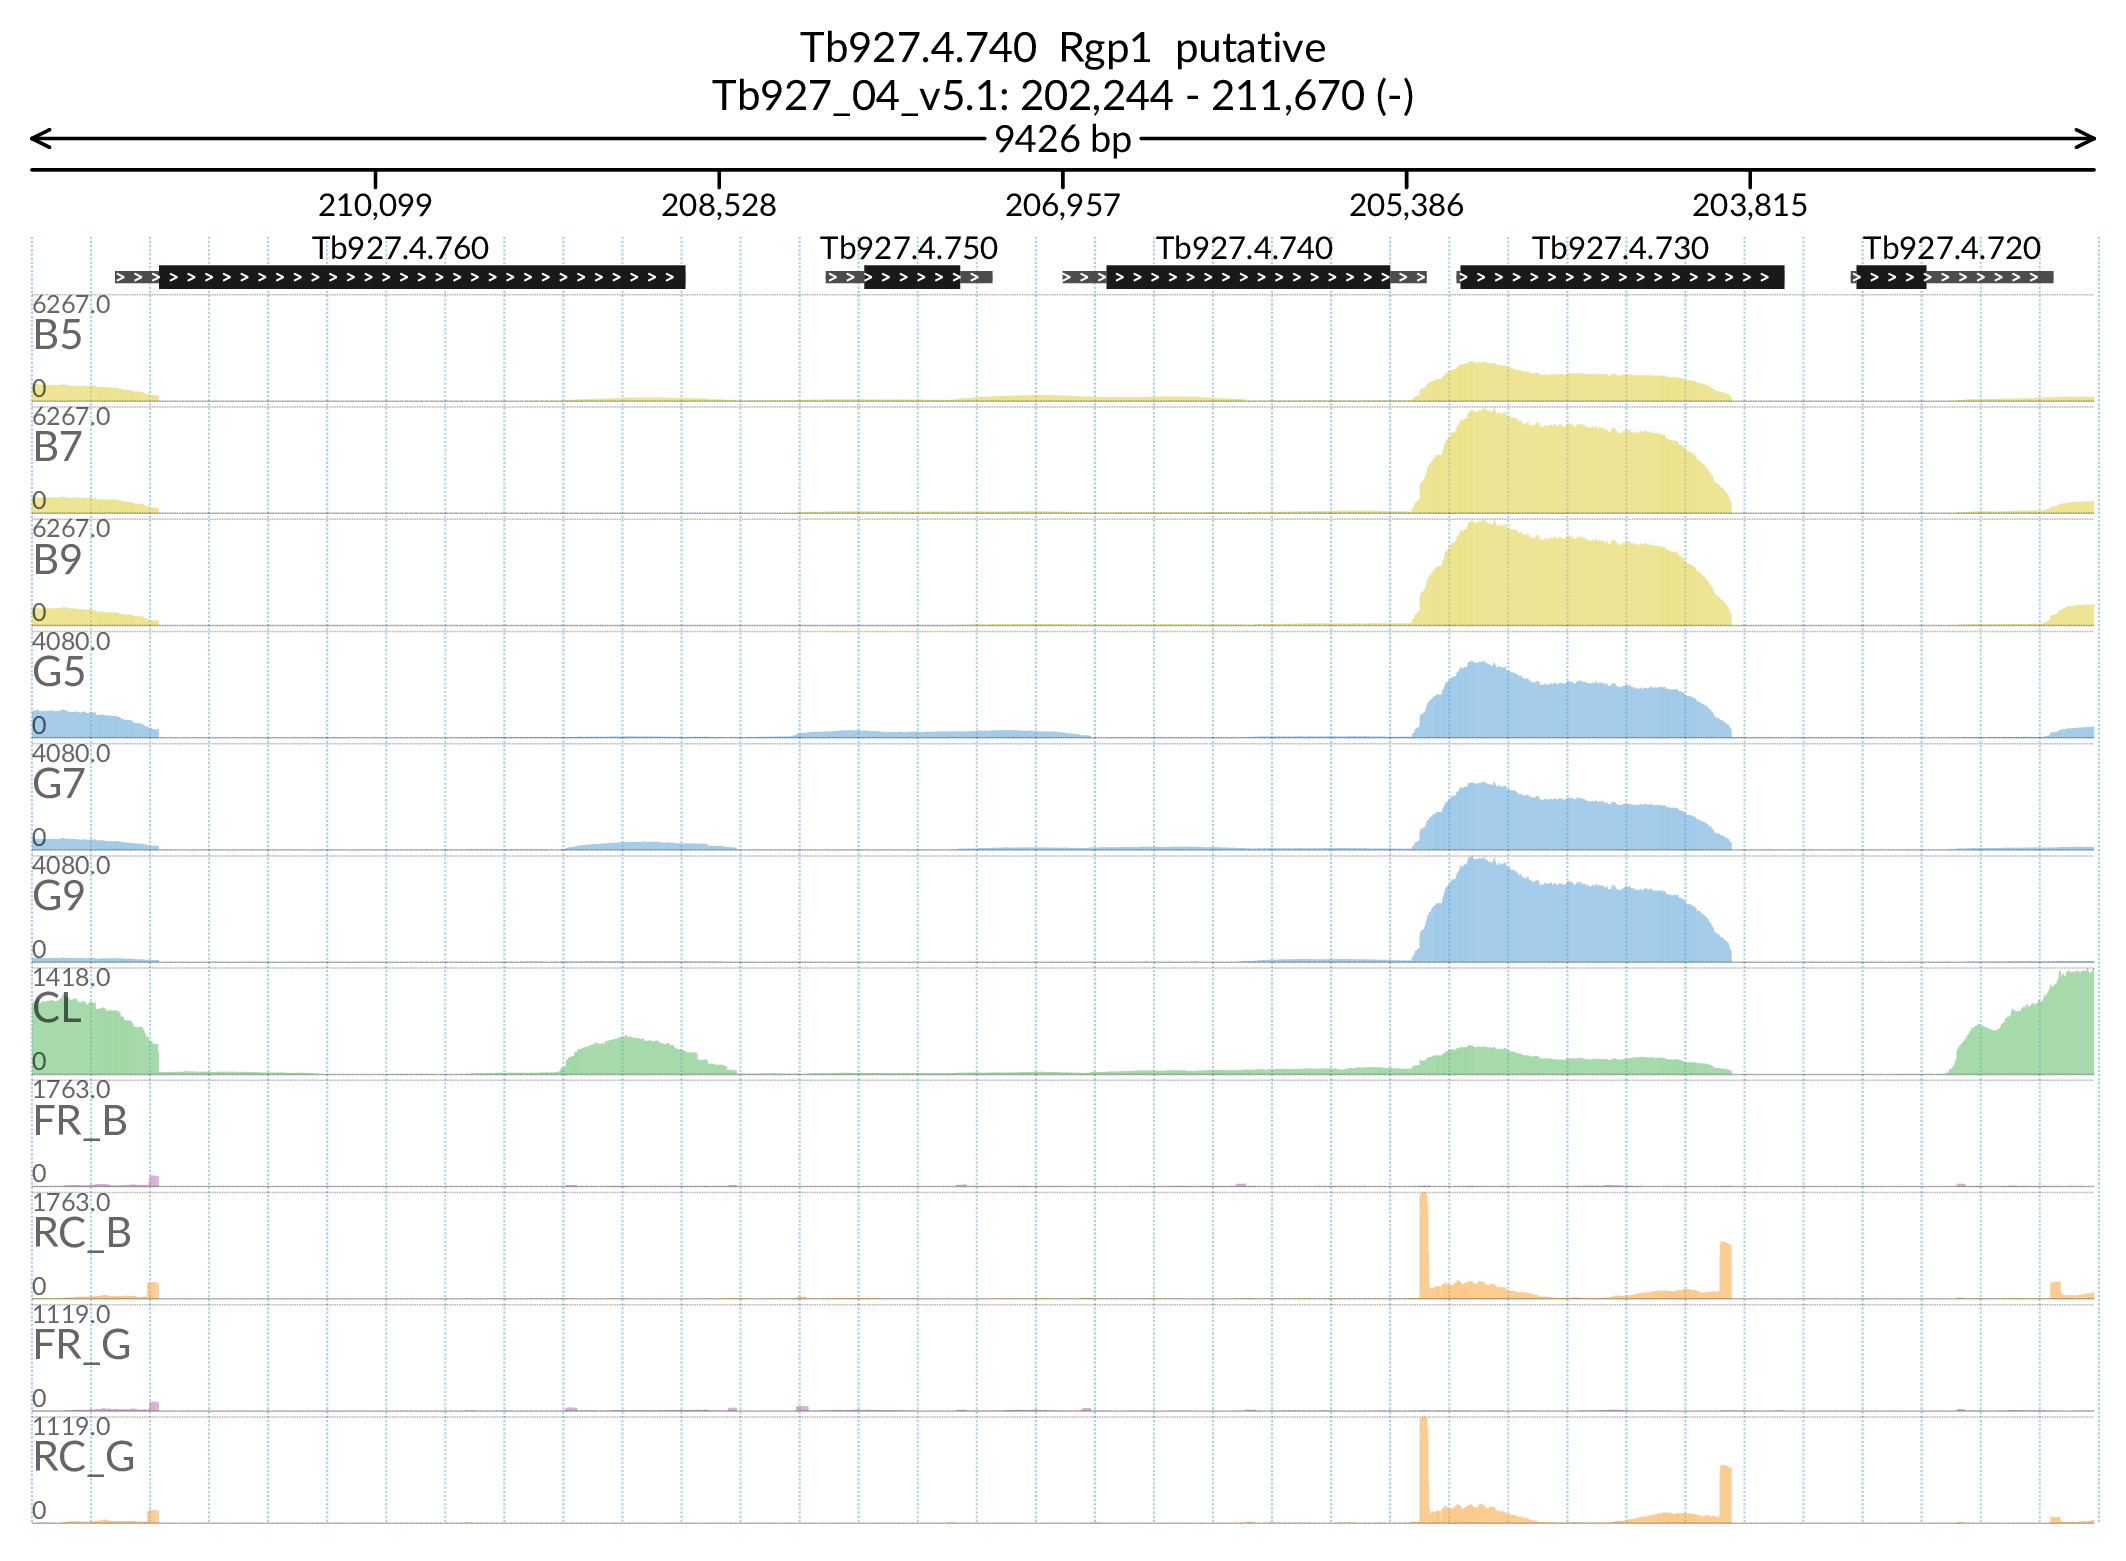 Tb927.4.740 Rgp1 putative
Tb927_04_v5.1: 202,244 - 211,670 (-)
9426 bp
210,099 208,528 206,957 205,386 203,815
Tb927.4.760 Tb927.4.750 Tb927.4.740 Tb927.4.730 Tb927.4.720
6267.0
B5
0
6267.0
B7
0
6267.0
B9
0
4080.0
G5
0
4080.0
G7
0
4080.0
G9
0
1418.0
CL
0
1763.0
FR_B
0
1763.0
RC_B
0
1119.0
FR_G
0
1119.0
RC_G
0